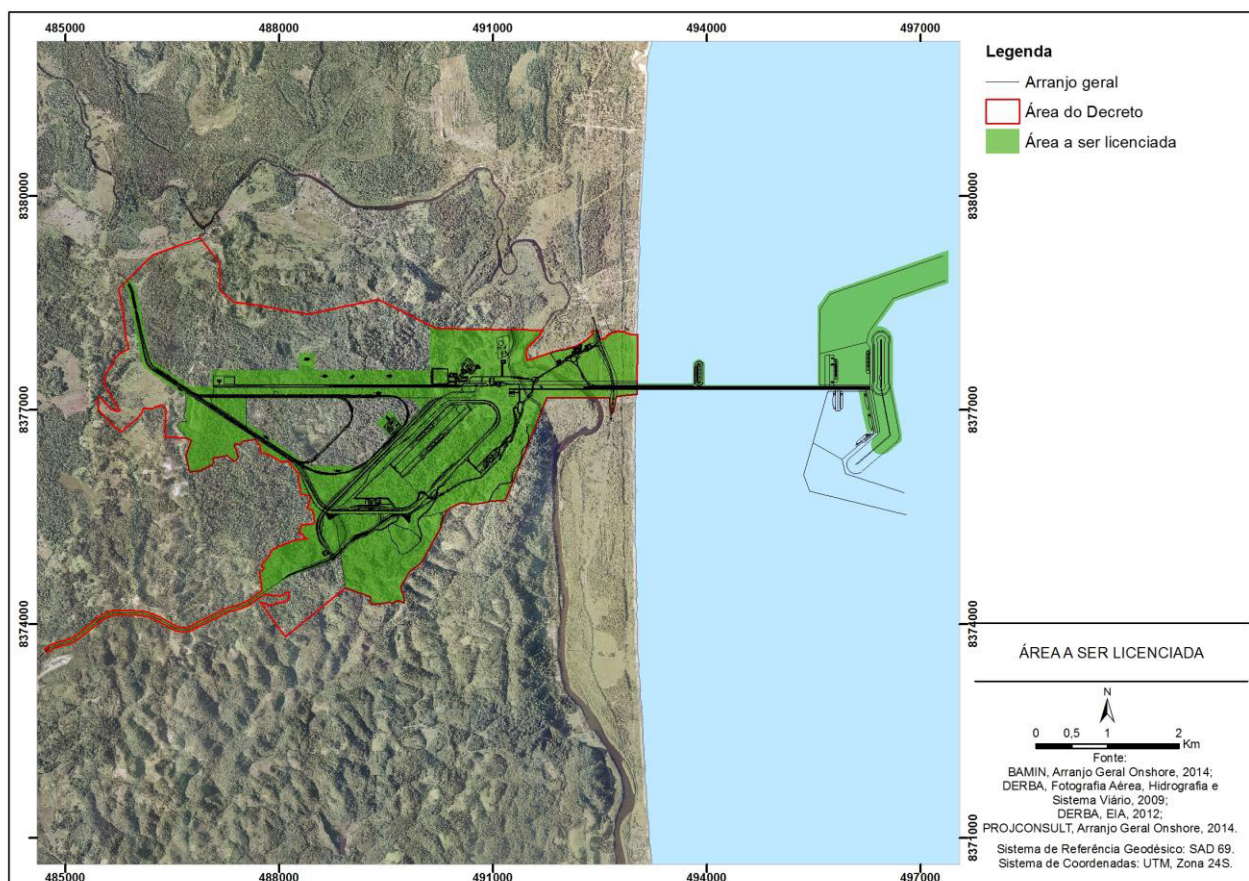 485000 488000 491000 494000 497000
8380000 8380000
8377000 8377000
8374000 8374000
8371000 8371000
485000 488000 491000 494000 497000
Legenda
Arranjo geral
Área do Decreto
Área a ser licenciada
ÁREA A SER LICENCIADA
N
0 0,5 1 2
Km
Fonte:
BAMIN, Arranjo Geral Onshore, 2014;
DERBA, Fotografia Aérea, Hidrografia e
Sistema Viário, 2009;
DERBA, EIA, 2012;
PROJCONSULT, Arranjo Geral Onshore, 2014.
Sistema de Referência Geodésico: SAD 69.
Sistema de Coordenadas: UTM, Zona 24S.